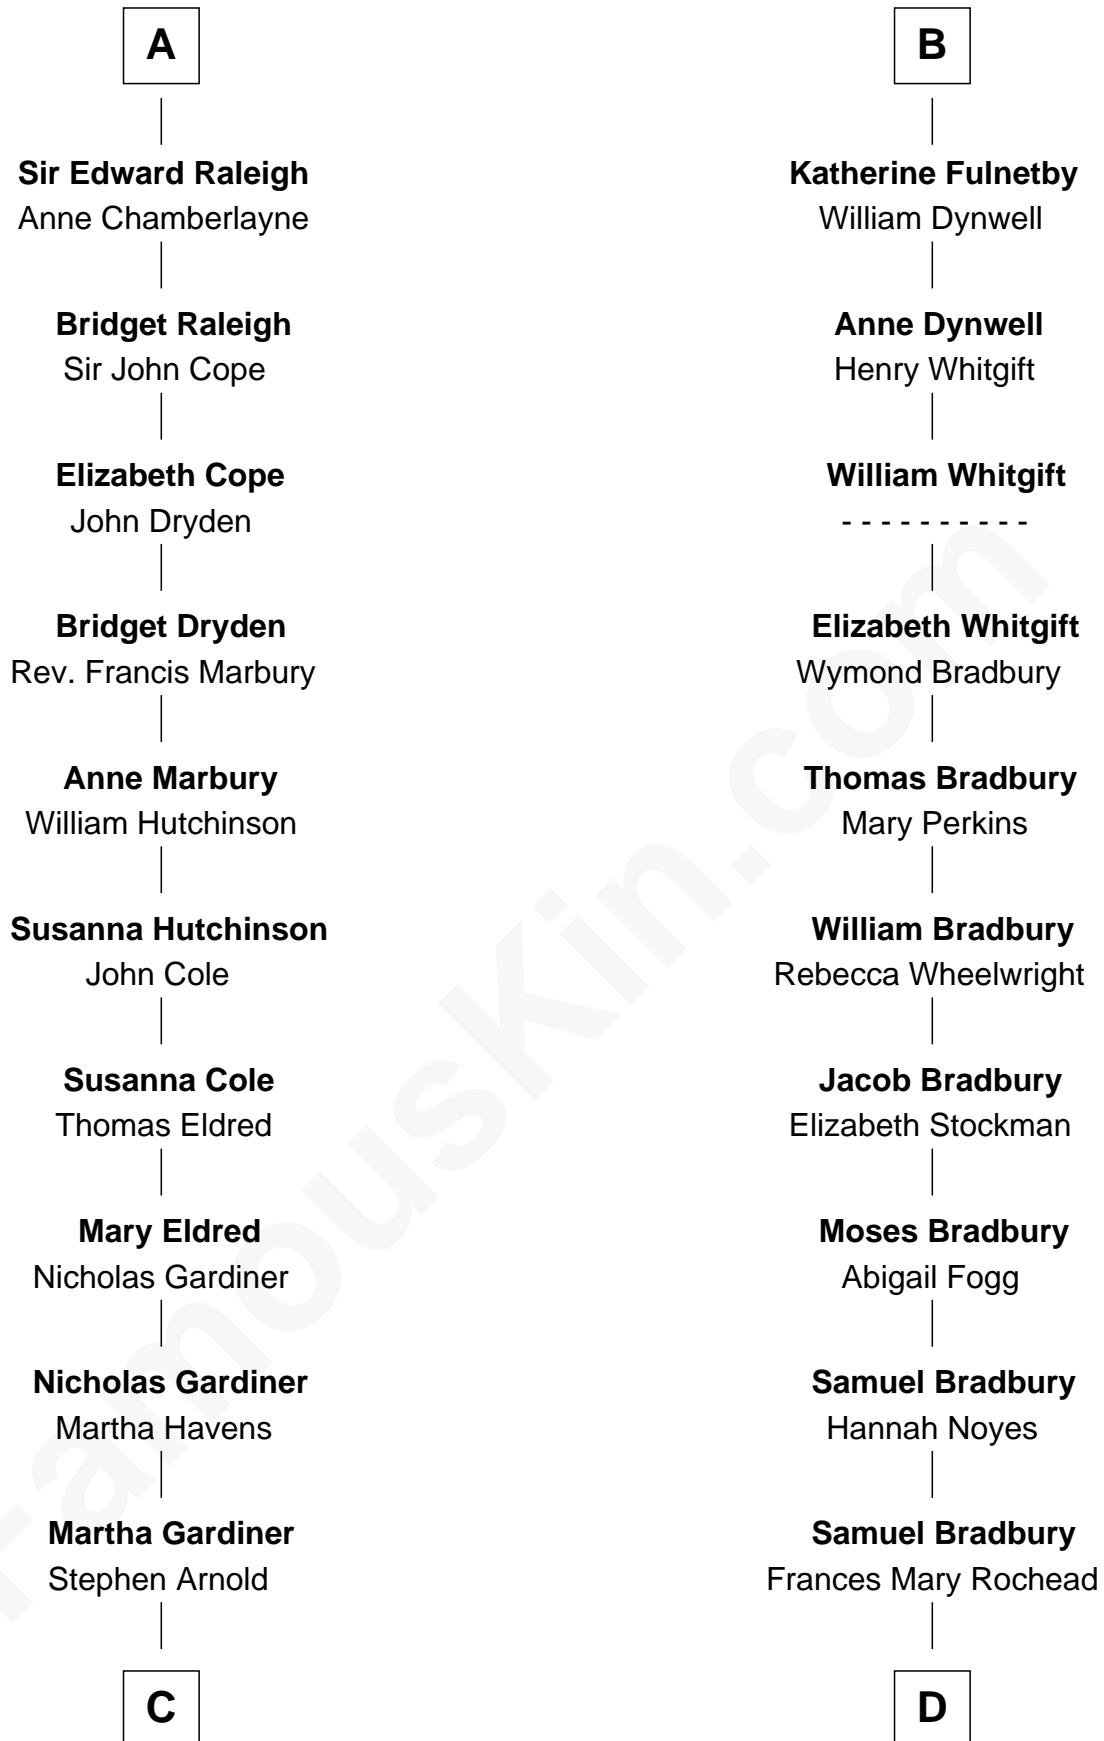 A
Sir Edward Raleigh
Anne Chamberlayne
Bridget Raleigh
Sir John Cope
Elizabeth Cope
John Dryden
Bridget Dryden
Rev. Francis Marbury
Anne Marbury
William Hutchinson
Susanna Hutchinson
John Cole
Susanna Cole
Thomas Eldred
Mary Eldred
Nicholas Gardiner
Nicholas Gardiner
Martha Havens
Martha Gardiner
Stephen Arnold
C
B
Katherine Fulnetby
William Dynwell
Anne Dynwell
Henry Whitgift
William Whitgift
- - - - - - - - - -
Elizabeth Whitgift
Wymond Bradbury
Thomas Bradbury
Mary Perkins
William Bradbury
Rebecca Wheelwright
Jacob Bradbury
Elizabeth Stockman
Moses Bradbury
Abigail Fogg
Samuel Bradbury
Hannah Noyes
Samuel Bradbury
Frances Mary Rochead
D
FamousKin.com